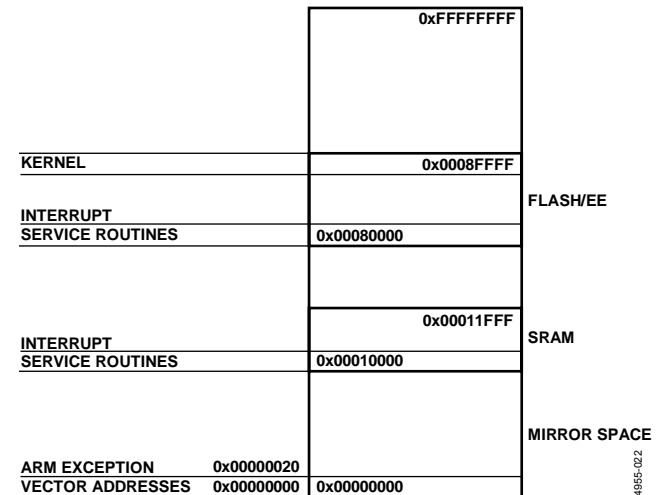 0xFFFFFFFF
KERNEL
0x0008FFFF
FLASH/EE
INTERRUPT
SERVICE ROUTINES
0x00080000
0x00011FFF
SRAM
INTERRUPT
SERVICE ROUTINES
0x00010000
MIRROR SPACE
ARM EXCEPTION 0x00000020
VECTOR ADDRESSES 0x00000000 0x00000000
4955-022